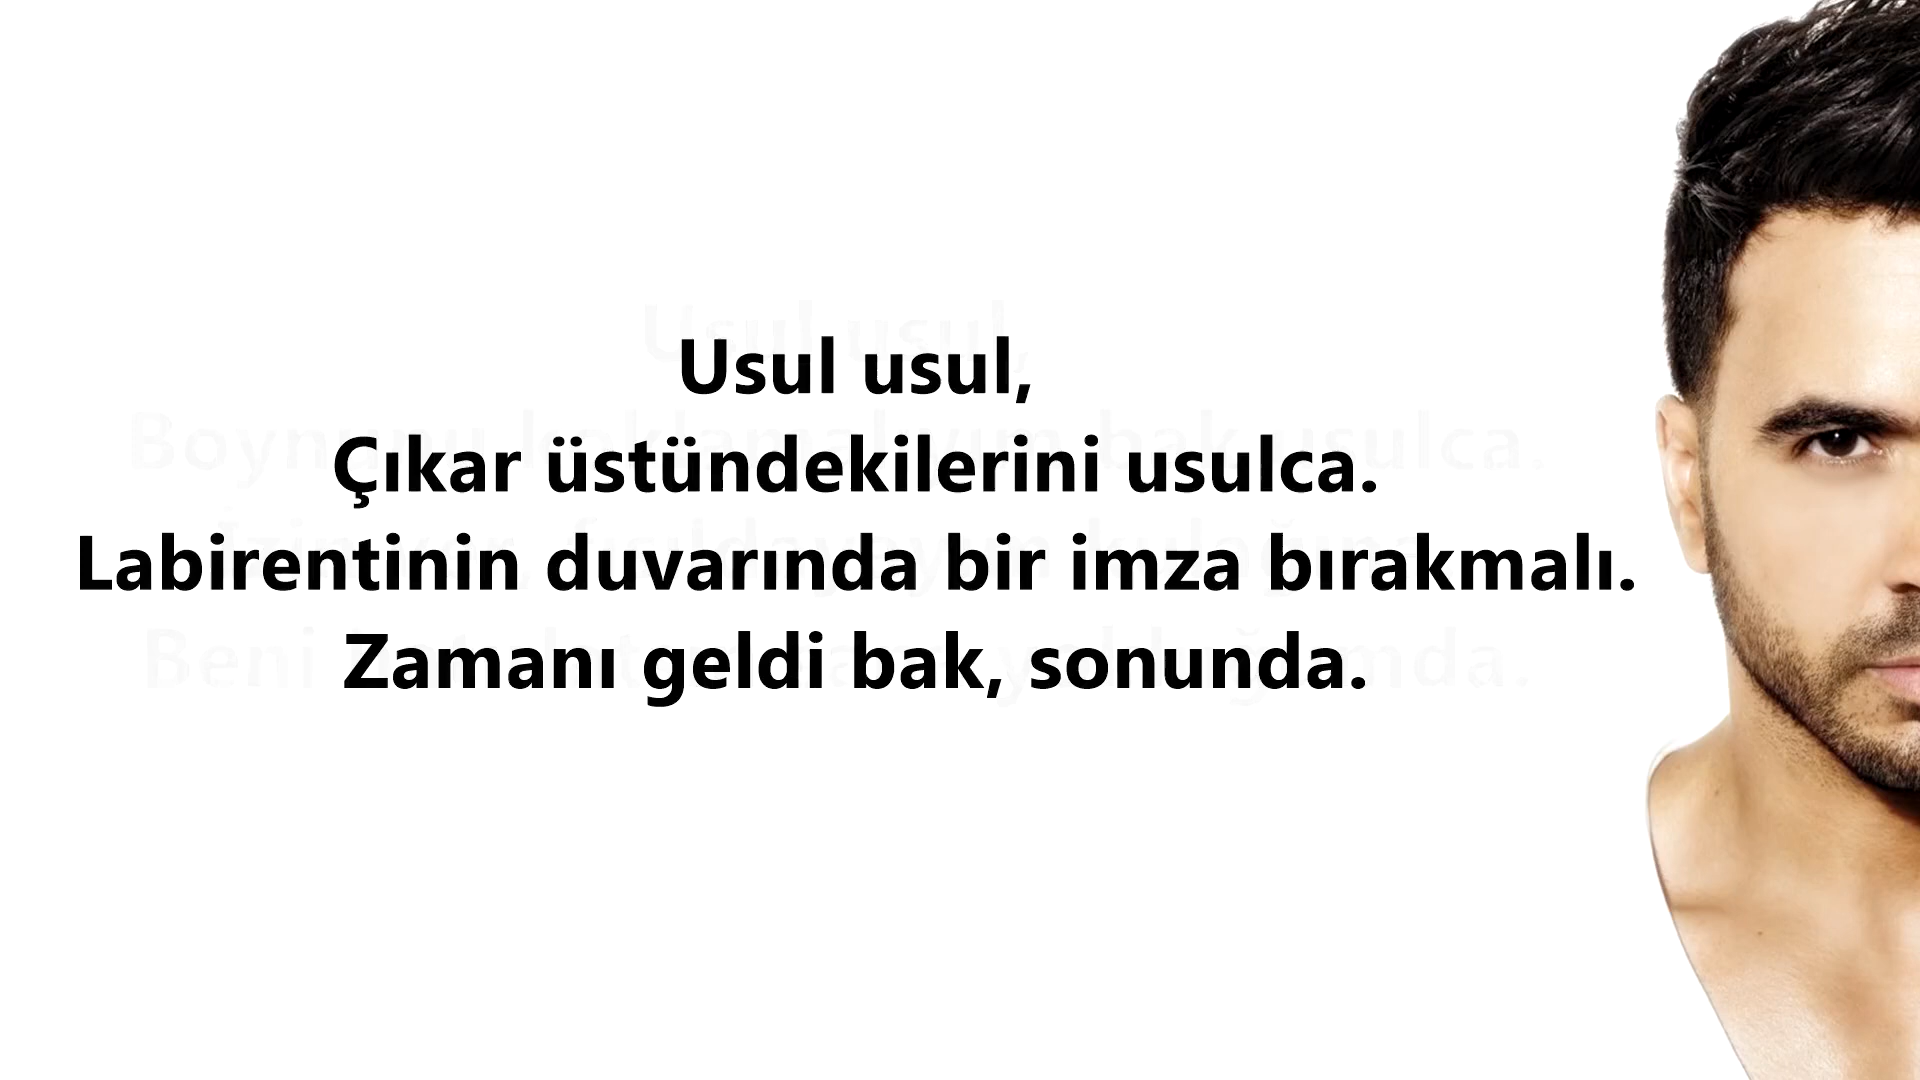 Usul usul,
Çıkar üstündekilerini usulca.
Labirentinin duvarında bir imza bırakmalı.
Zamanı geldi bak, sonunda.